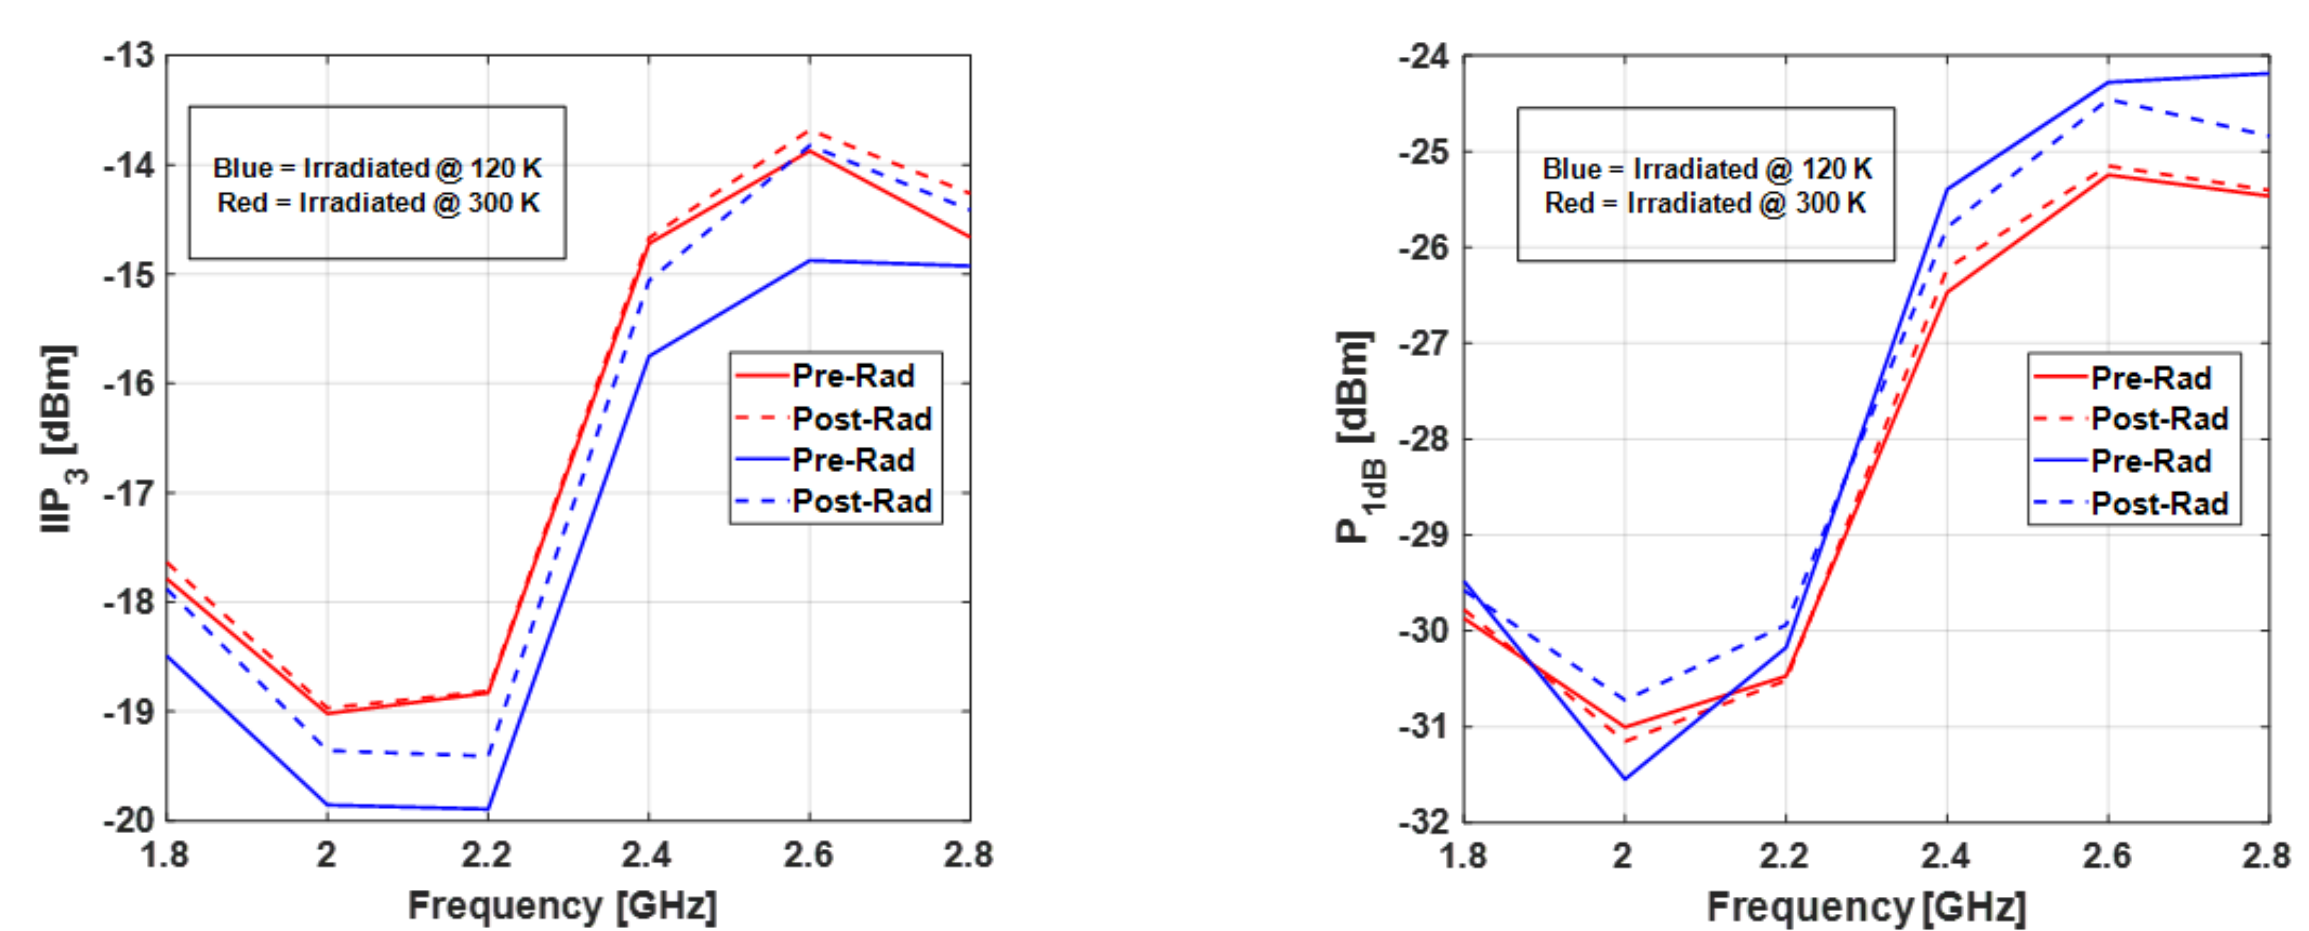 -13
-14
-15
-16
-17
-18
-19
-20
IIP3 [dBm]
Blue = Irradiated @ 120 K
Red = Irradiated @ 300 K
Pre-Rad
Post-Rad
Pre-Rad
Post-Rad
1.8 2 2.2 2.4 2.6 2.8
Frequency [GHz]
-24
-25
-26
-27
-28
-29
-30
-31
-32
P1dB [dBm]
Blue = Irradiated @ 120 K
Red = Irradiated @ 300 K
Pre-Rad
Post-Rad
Pre-Rad
Post-Rad
1.8 2 2.2 2.4 2.6 2.8
Frequency [GHz]